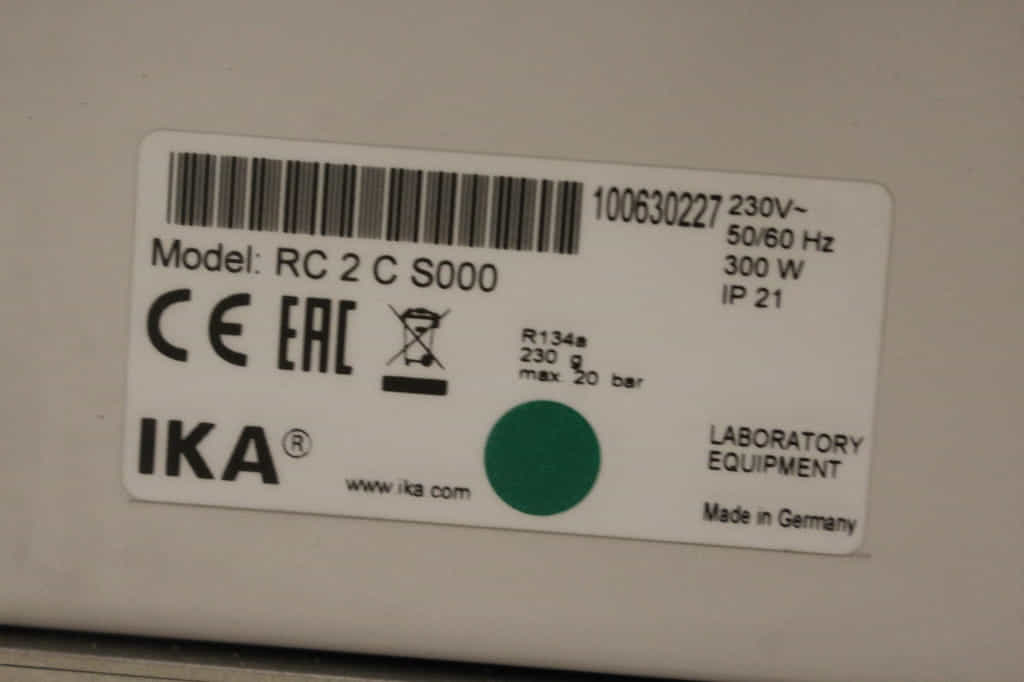 100630227
230V~
50/60 Hz
300 W
IP 21
Model: RC 2 C S000
CE EAC
R134a
230 g
max. 20 bar
IKA®
www.ika.com
LABORATORY
EQUIPMENT
Made in Germany